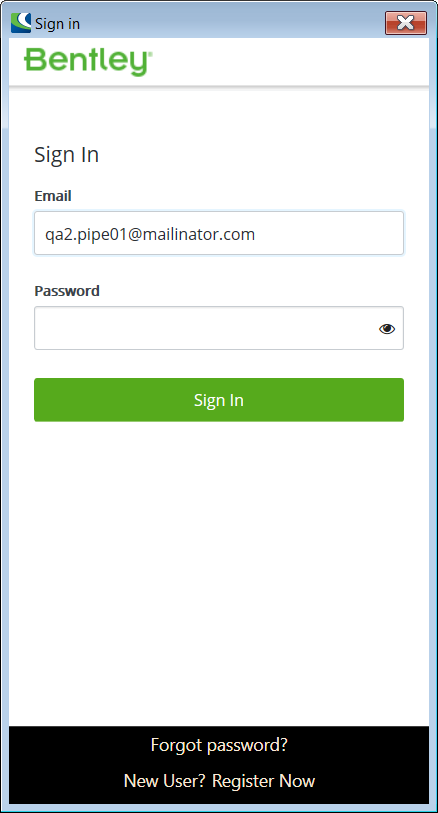 Sign in
Bentley®
Sign In
Email
qa2.pipe01@mailinator.com
Password
Sign In
Forgot password?
New User? Register Now